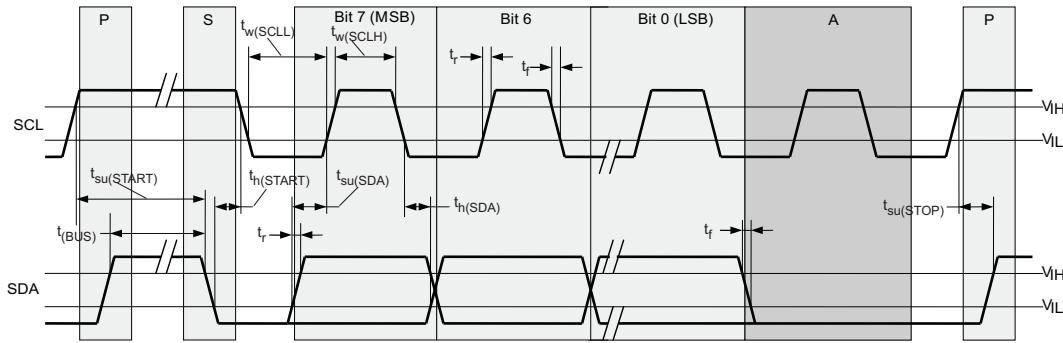 P S Bit 7 (MSB) Bit 6 Bit 0 (LSB) A P
tw(SCLL) tw(SCLH) tr tf
SCL VIH
VIL
tsu(START) th(START) tsu(SDA) th(SDA) tsu(STOP)
t(BUS) tr tf
SDA VIH
VIL